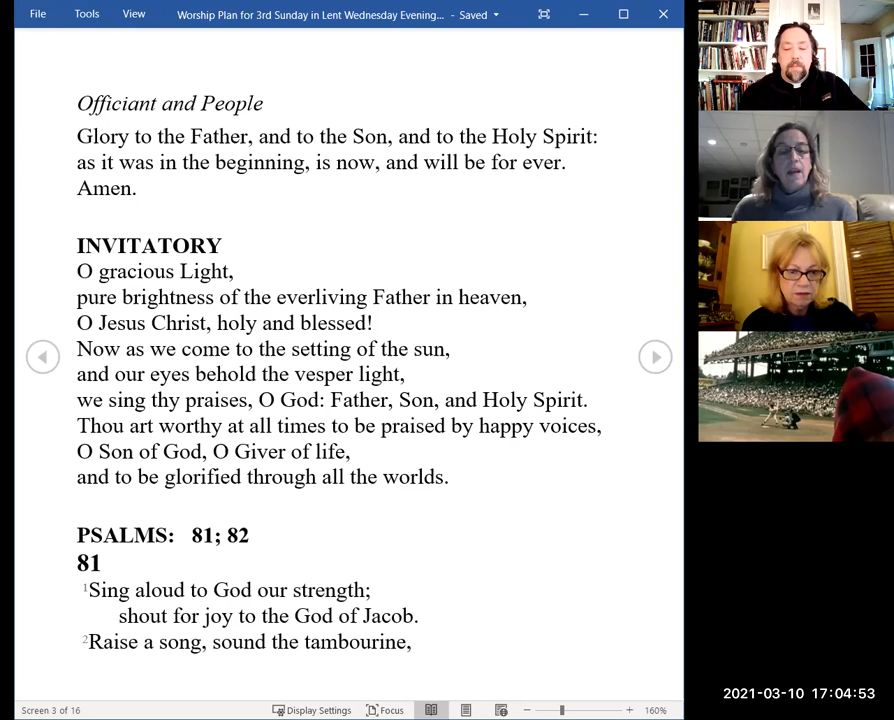 File Tools View Worship Plan for 3rd Sunday in Lent Wednesday Evening... - Saved
Officiant and People
Glory to the Father, and to the Son, and to the Holy Spirit:
as it was in the beginning, is now, and will be for ever.
Amen.
INVITATORY
O gracious Light,
pure brightness of the everliving Father in heaven,
O Jesus Christ, holy and blessed!
Now as we come to the setting of the sun,
and our eyes behold the vesper light,
we sing thy praises, O God: Father, Son, and Holy Spirit.
Thou art worthy at all times to be praised by happy voices,
O Son of God, O Giver of life,
and to be glorified through all the worlds.
PSALMS: 81; 82
81
1Sing aloud to God our strength;
shout for joy to the God of Jacob.
2Raise a song, sound the tambourine,
2021-03-10 17:04:53
Screen 3 of 16 Display Settings Focus 160%